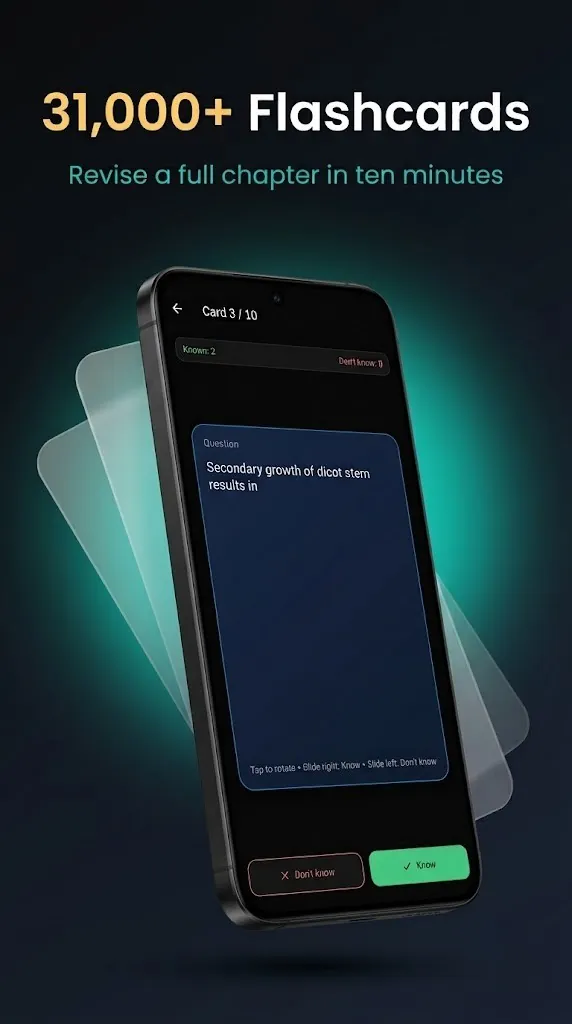 31,000+ Flashcards
Revise a full chapter in ten minutes
Card 3 / 10
Known: 2
Don't know: 0
Question
Secondary growth of dicot stem
results in
Tap to rotate • Slide right: Know • Slide left: Don't know
Don't know
Know